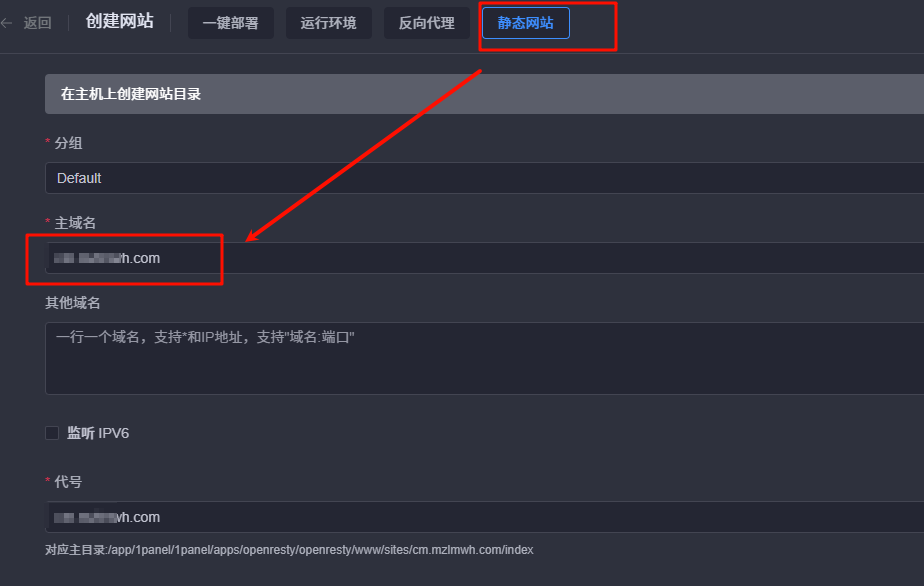 ← 返回 创建网站 一键部署 运行环境 反向代理 静态网站
在主机上创建网站目录
* 分组
Default
* 主域名
h.com
其他域名
一行一个域名，支持*和IP地址，支持"域名:端口"
监听 IPV6
* 代号
h.com
对应主目录:/app/1panel/1panel/apps/openresty/openresty/www/sites/cm.mzlmwh.com/index